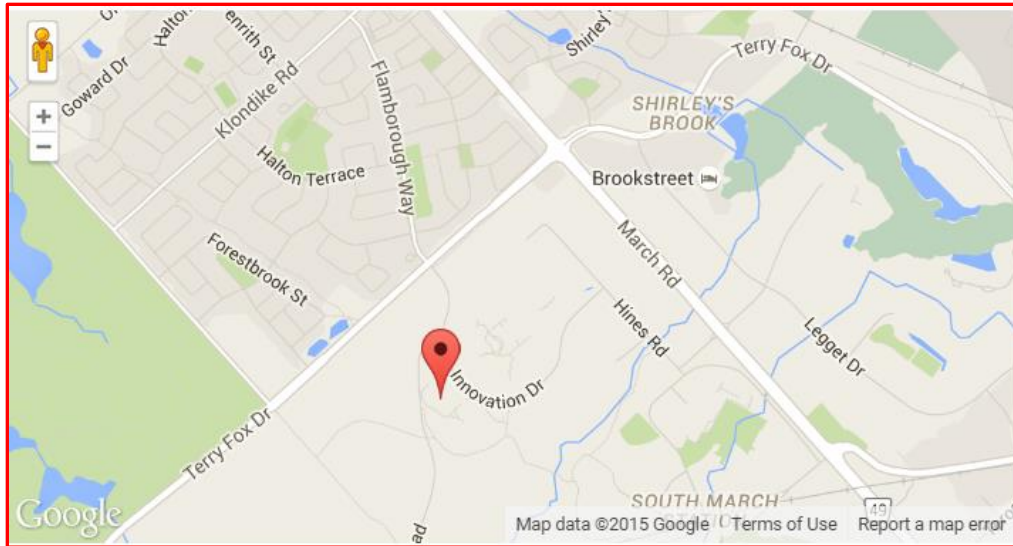 Halton
enrith St
Shirley's
Terry Fox Dr
Goward Dr
Klondike Rd
Flamborough Way
SHIRLEY'S
BROOK
+
−
Halton Terrace
Brookstreet
March Rd
Forestbrook St
Hines Rd
Legget Dr
Innovation Dr
Terry Fox Dr
SOUTH MARCH
49
Google
ad
Map data ©2015 Google Terms of Use Report a map error